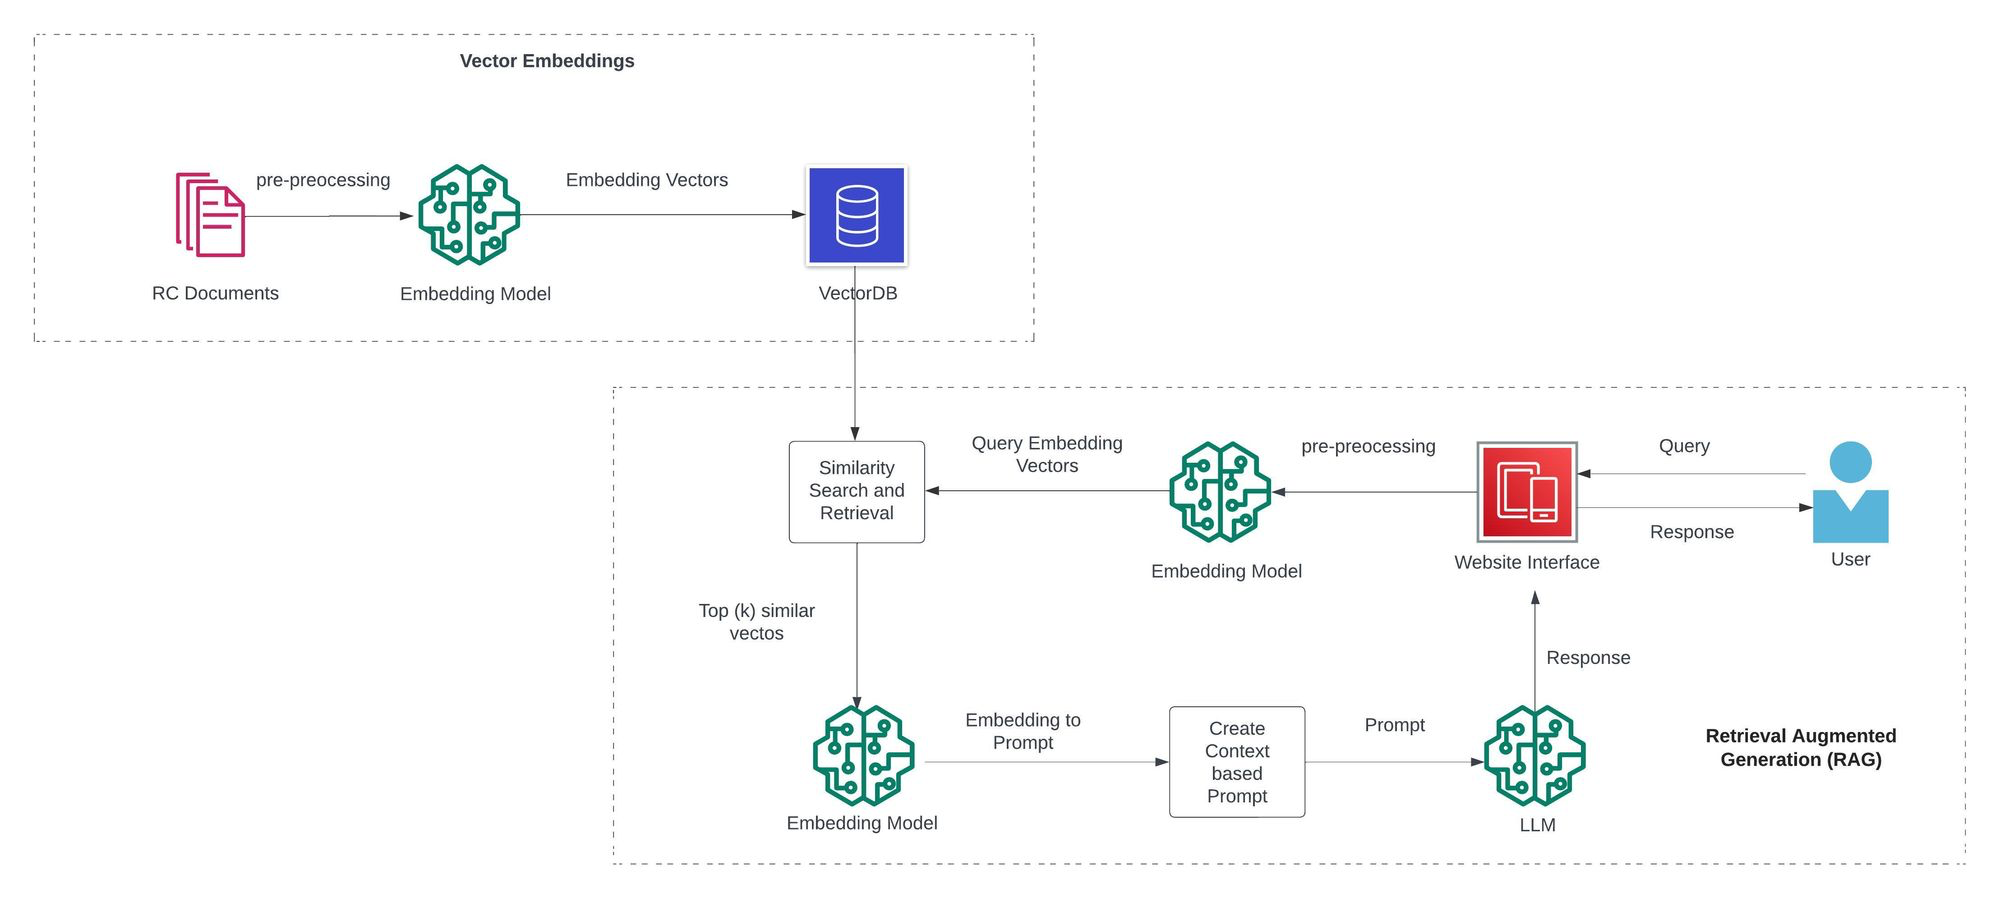 Vector Embeddings
pre-preocessing
Embedding Vectors
RC Documents
Embedding Model
VectorDB
Similarity
Search and
Retrieval
Query Embedding
Vectors
pre-preocessing
Query
Response
Embedding Model
Website Interface
User
Top (k) similar
vectos
Response
Embedding to
Prompt
Create
Context
based
Prompt
Prompt
Retrieval Augmented
Generation (RAG)
Embedding Model
LLM